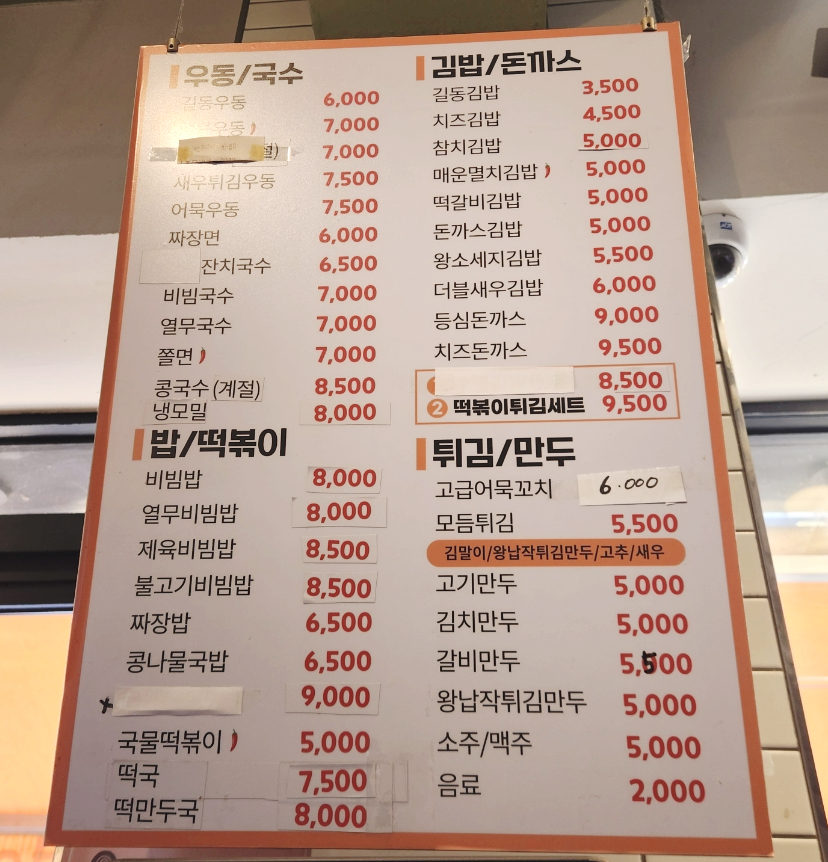 우동/국수
길동우동 6,000
우동 7,000
7,000
새우튀김우동 7,500
어묵우동 7,500
짜장면 6,000
잔치국수 6,500
비빔국수 7,000
열무국수 7,000
쫄면 7,000
콩국수 (계절) 8,500
냉모밀 8,000
밥/떡볶이
비빔밥 8,000
열무비빔밥 8,000
제육비빔밥 8,500
불고기비빔밥 8,500
짜장밥 6,500
콩나물국밥 6,500
9,000
국물떡볶이 5,000
떡국 7,500
떡만두국 8,000
김밥/돈까스
길동김밥 3,500
치즈김밥 4,500
참치김밥 5,000
매운멸치김밥 5,000
떡갈비김밥 5,000
돈까스김밥 5,000
왕소세지김밥 5,500
더블새우김밥 6,000
등심돈까스 9,000
치즈돈까스 9,500
8,500
2 떡볶이튀김세트 9,500
튀김/만두
고급어묵꼬치 6.000
모듬튀김 5,500
김말이/왕납작튀김만두/고추/새우
고기만두 5,000
김치만두 5,000
갈비만두 5,500
왕납작튀김만두 5,000
소주/맥주 5,000
음료 2,000